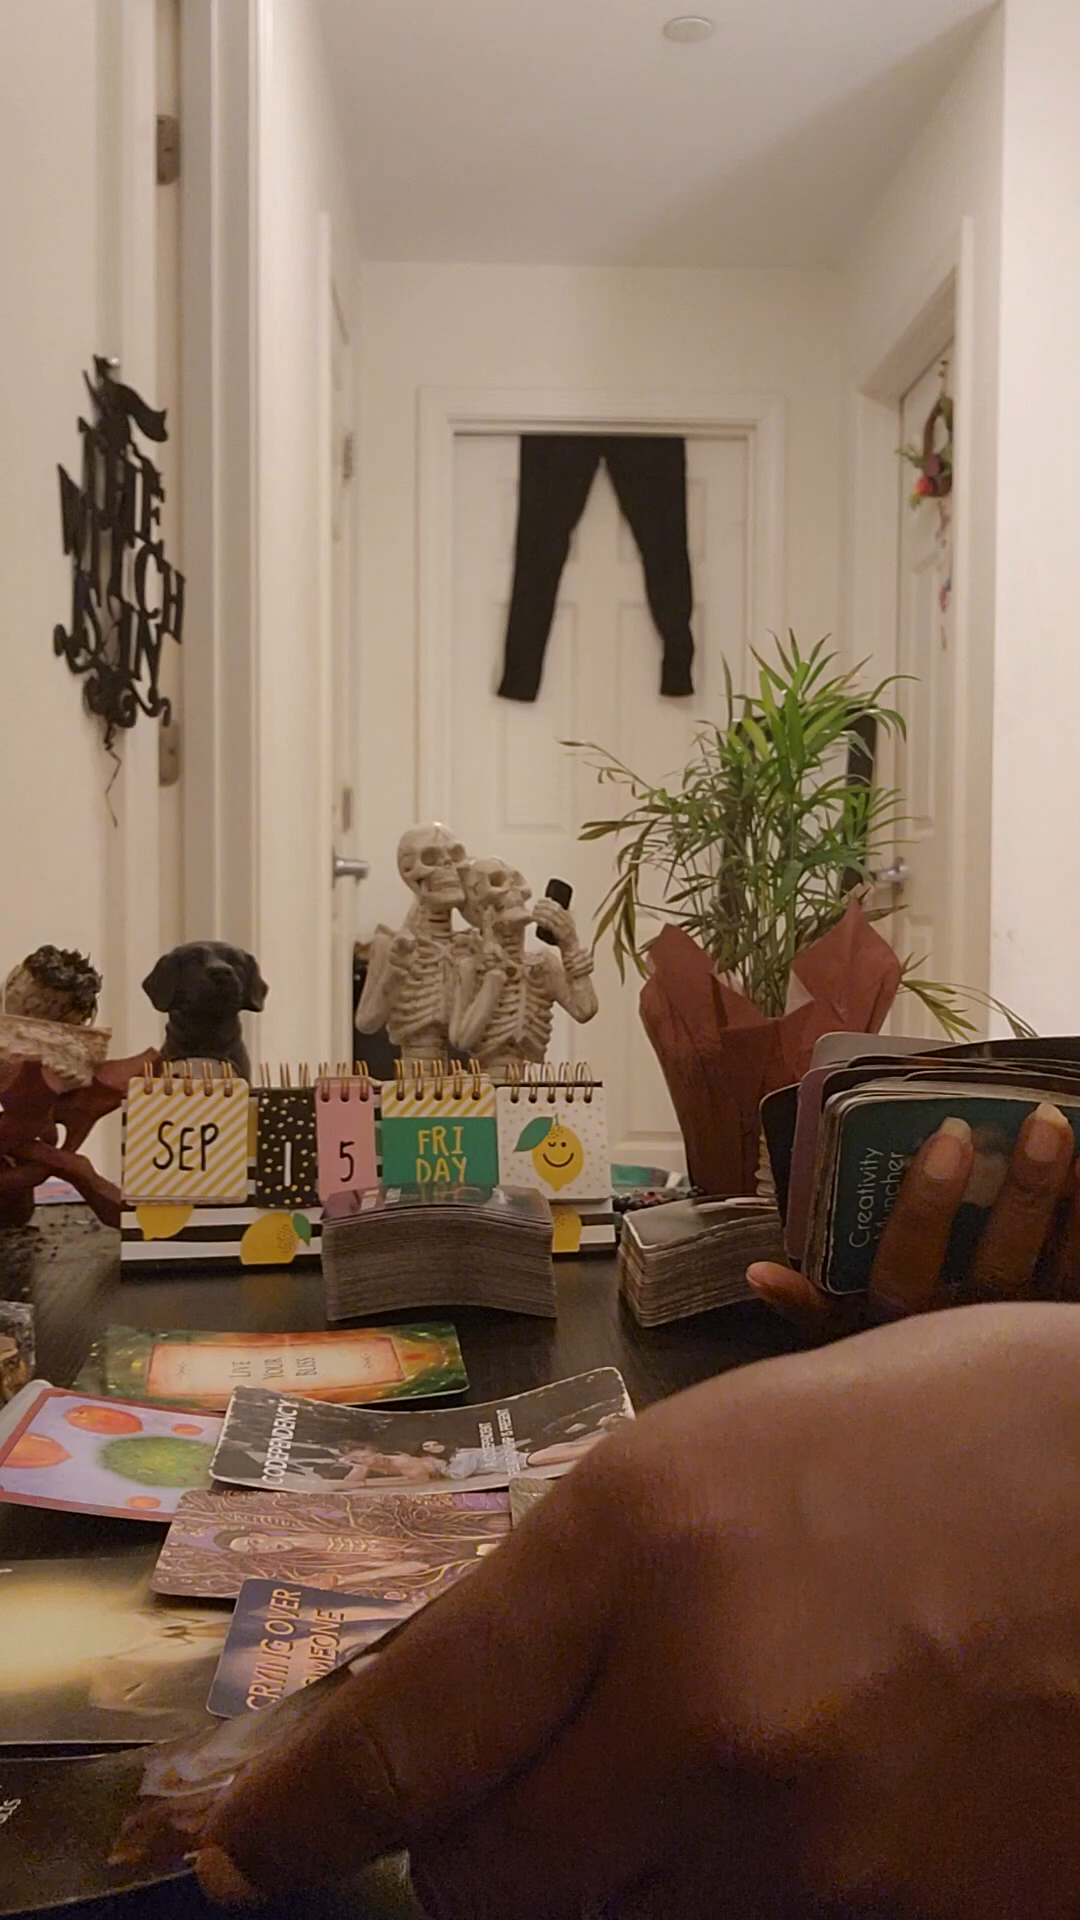 THE
WITCH
IS IN
SEP
1
5
FRI
DAY
Creativity
Muncher
LIVE
YOUR
BLISS
CODEPENDENCY
CRYING OVER
SOMEONE